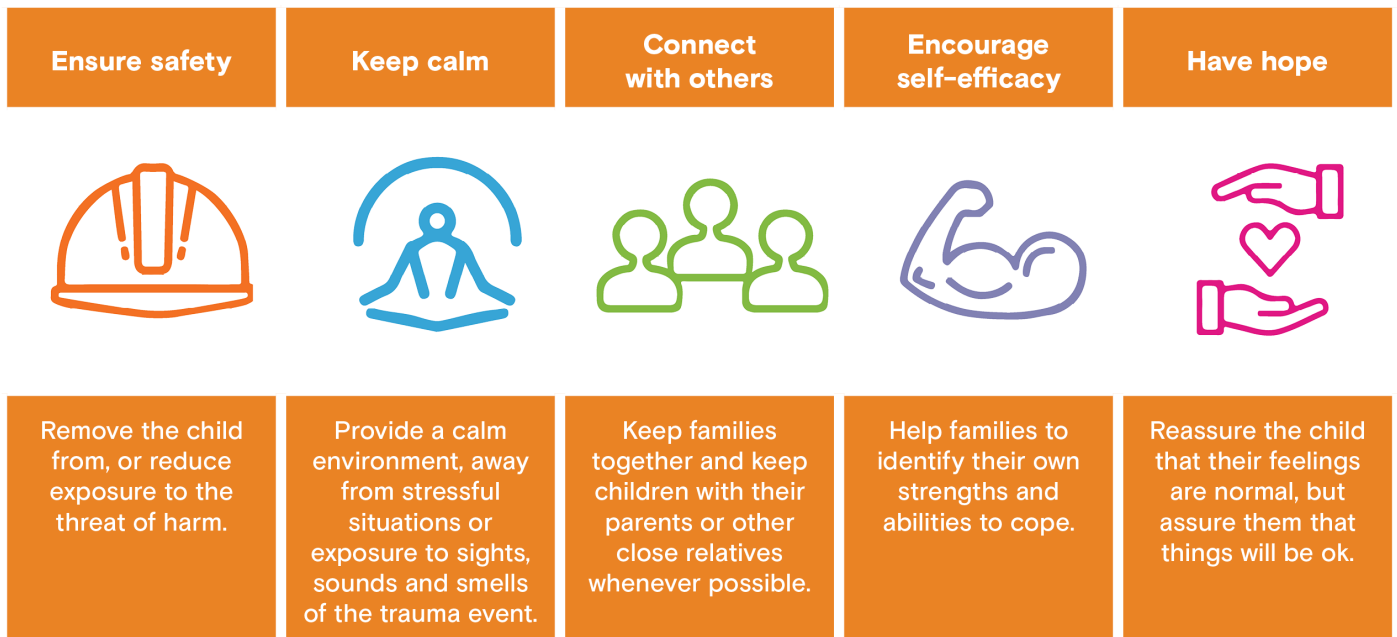 Ensure safety
Keep calm
Connect
with others
Encourage
self-efficacy
Have hope
Remove the child
from, or reduce
exposure to the
threat of harm.
Provide a calm
environment, away
from stressful
situations or
exposure to sights,
sounds and smells
of the trauma event.
Keep families
together and keep
children with their
parents or other
close relatives
whenever possible.
Help families to
identify their own
strengths and
abilities to cope.
Reassure the child
that their feelings
are normal, but
assure them that
things will be ok.